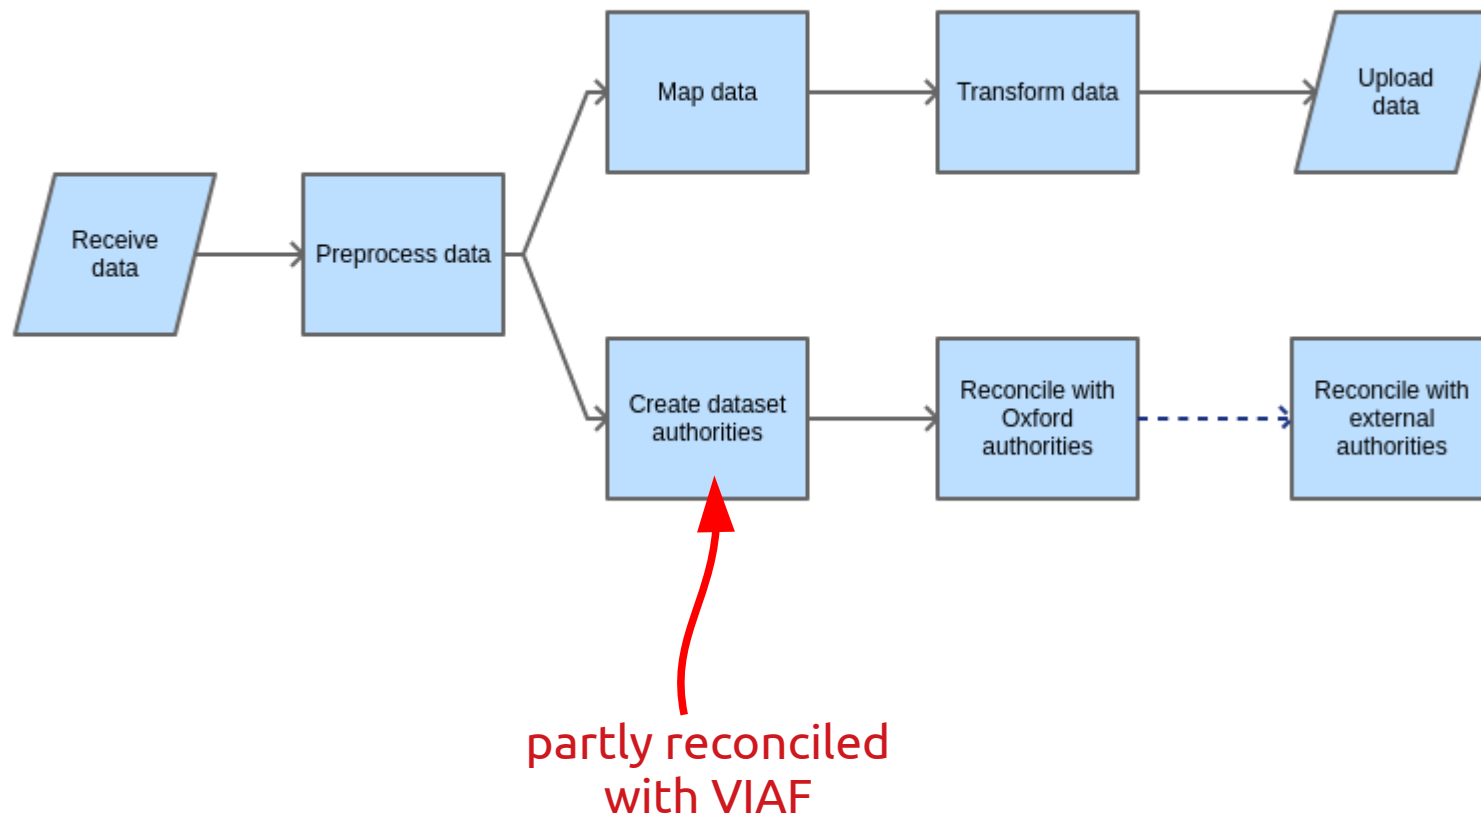 Map data
Transform data
Upload
data
Receive
data
Preprocess data
Create dataset
authorities
Reconcile with
Oxford
authorities
Reconcile with
external
authorities
partly reconciled
with VIAF